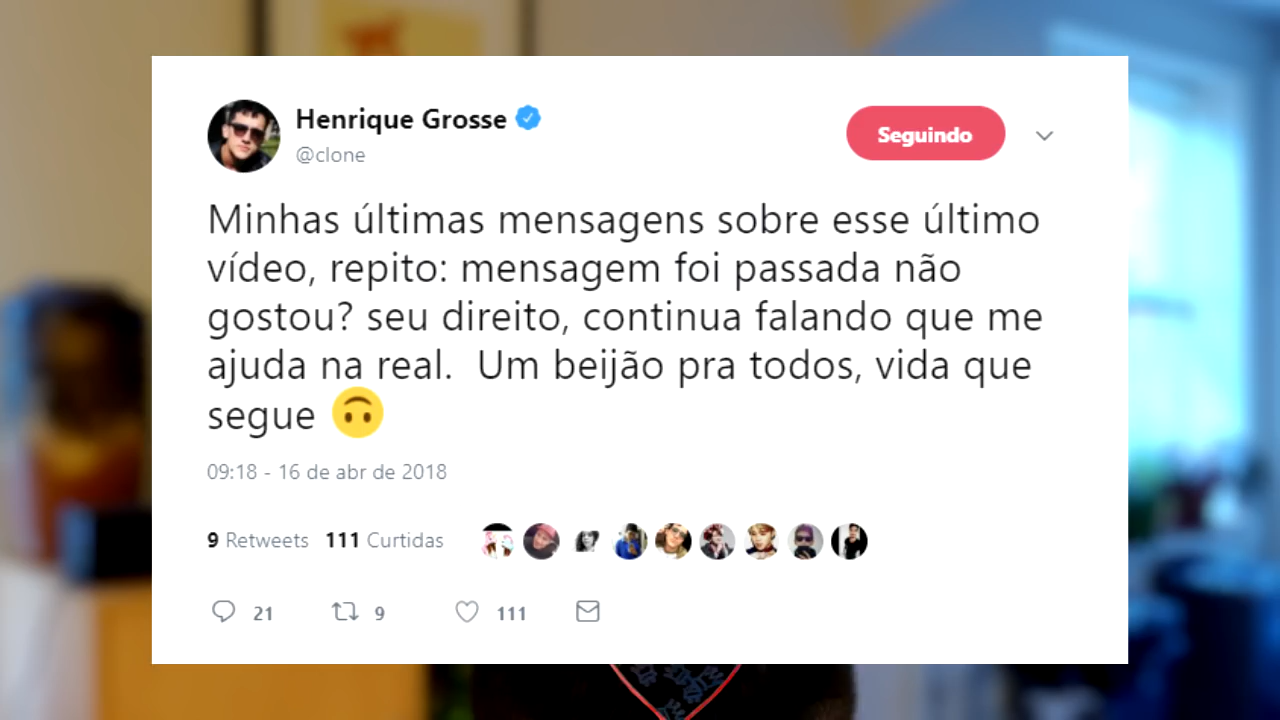 Henrique Grosse
@clone
Seguindo
Minhas últimas mensagens sobre esse último
vídeo, repito: mensagem foi passada não
gostou? seu direito, continua falando que me
ajuda na real. Um beijão pra todos, vida que
segue 🙃
09:18 - 16 de abr de 2018
9 Retweets 111 Curtidas
21 9 111